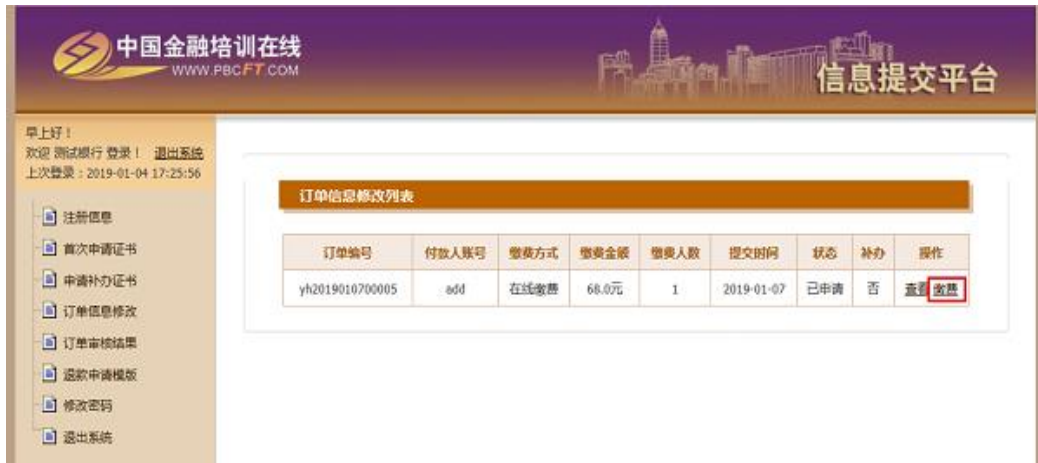 中国金融培训在线
WWW.PBCFT.COM
信息提交平台
早上好！
欢迎 测试银行 登录！ 退出系统
上次登录：2019-01-04 17:25:56
注册信息
首次申请证书
申请补办证书
订单信息修改
订单审核结果
退款申请模版
修改密码
退出系统
订单信息修改列表
订单编号 付款人账号 缴费方式 缴费金额 缴费人数 提交时间 状态 补办 操作
yh2019010700005 add 在线缴费 68.0元 1 2019-01-07 已申请 否 查看 缴费